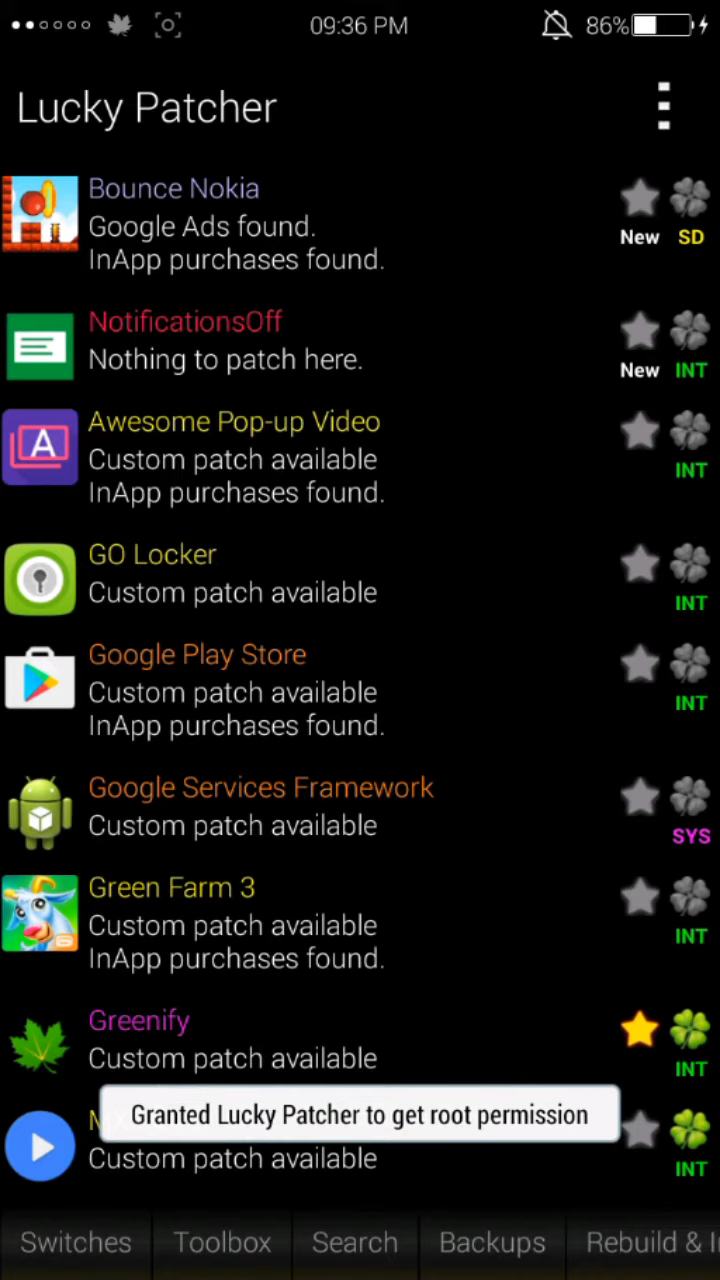 09:36 PM
86%
Lucky Patcher
Bounce Nokia
Google Ads found.
InApp purchases found.
New SD
NotificationsOff
Nothing to patch here.
New INT
Awesome Pop-up Video
Custom patch available
InApp purchases found.
INT
GO Locker
Custom patch available
INT
Google Play Store
Custom patch available
InApp purchases found.
INT
Google Services Framework
Custom patch available
SYS
Green Farm 3
Custom patch available
InApp purchases found.
INT
Greenify
Custom patch available
INT
Granted Lucky Patcher to get root permission
Custom patch available
INT
Switches
Toolbox
Search
Backups
Rebuild &